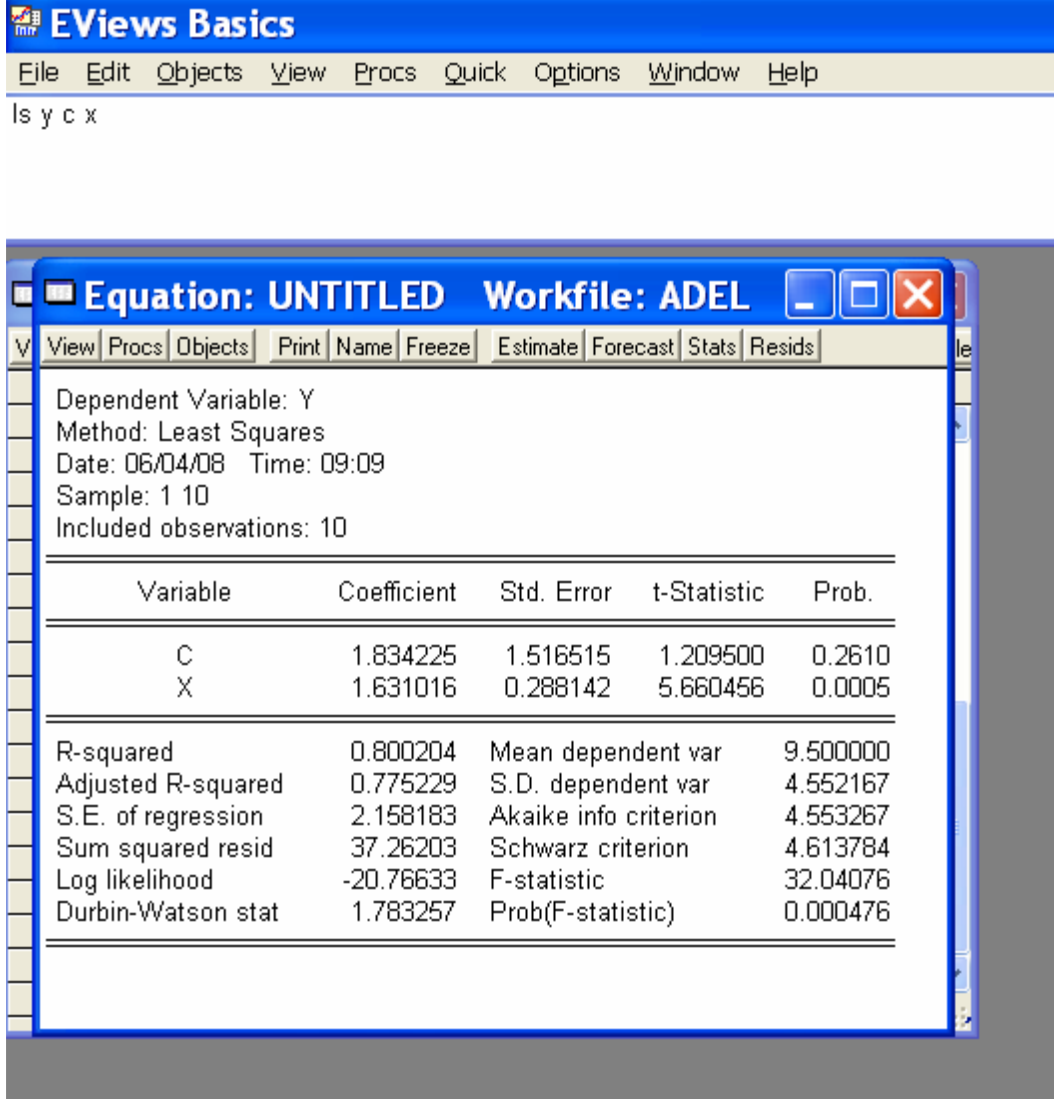 EViews Basics
File Edit Objects View Procs Quick Options Window Help
ls y c x
Equation: UNTITLED Workfile: ADEL
View Procs Objects Print Name Freeze Estimate Forecast Stats Resids
Dependent Variable: Y
Method: Least Squares
Date: 06/04/08 Time: 09:09
Sample: 1 10
Included observations: 10
Variable Coefficient Std. Error t-Statistic Prob.
C 1.834225 1.516515 1.209500 0.2610
X 1.631016 0.288142 5.660456 0.0005
R-squared 0.800204 Mean dependent var 9.500000
Adjusted R-squared 0.775229 S.D. dependent var 4.552167
S.E. of regression 2.158183 Akaike info criterion 4.553267
Sum squared resid 37.26203 Schwarz criterion 4.613784
Log likelihood -20.76633 F-statistic 32.04076
Durbin-Watson stat 1.783257 Prob(F-statistic) 0.000476